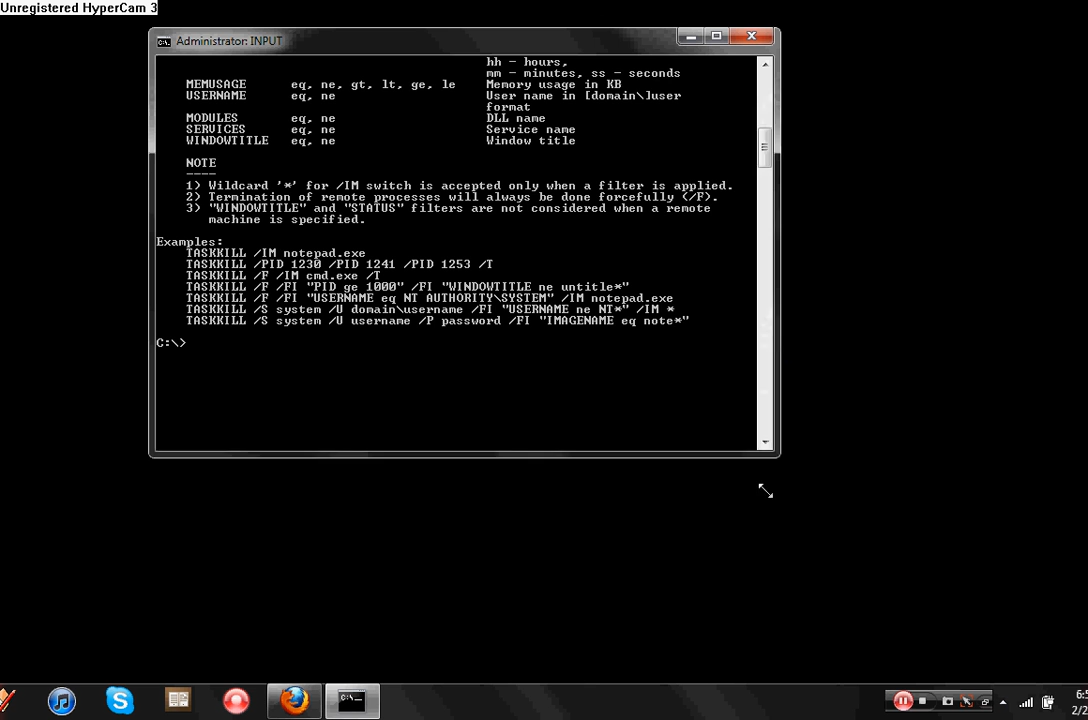 Unregistered HyperCam 3
Administrator: INPUT
hh - hours,
mm - minutes, ss - seconds
MEMUSAGE eq, ne, gt, lt, ge, le Memory usage in KB
USERNAME eq, ne User name in [domain\]user
format
MODULES eq, ne DLL name
SERVICES eq, ne Service name
WINDOWTITLE eq, ne Window title
NOTE
----
1) Wildcard '*' for /IM switch is accepted only when a filter is applied.
2) Termination of remote processes will always be done forcefully (/F).
3) "WINDOWTITLE" and "STATUS" filters are not considered when a remote
machine is specified.
Examples:
TASKKILL /IM notepad.exe
TASKKILL /PID 1230 /PID 1241 /PID 1253 /T
TASKKILL /F /IM cmd.exe /T
TASKKILL /F /FI "PID ge 1000" /FI "WINDOWTITLE ne untitle*"
TASKKILL /F /FI "USERNAME eq NT AUTHORITY\SYSTEM" /IM notepad.exe
TASKKILL /S system /U domain\username /FI "USERNAME ne NT*" /IM *
TASKKILL /S system /U username /P password /FI "IMAGENAME eq note*"
C:\>
C:\_
6:5
2/2